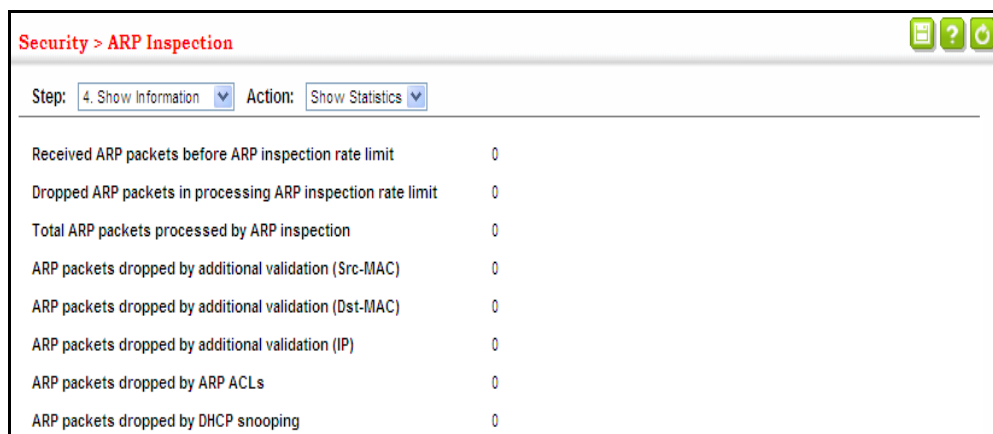 Security > ARP Inspection
Step: 4. Show Information Action: Show Statistics
Received ARP packets before ARP inspection rate limit 0
Dropped ARP packets in processing ARP inspection rate limit 0
Total ARP packets processed by ARP inspection 0
ARP packets dropped by additional validation (Src-MAC) 0
ARP packets dropped by additional validation (Dst-MAC) 0
ARP packets dropped by additional validation (IP) 0
ARP packets dropped by ARP ACLs 0
ARP packets dropped by DHCP snooping 0